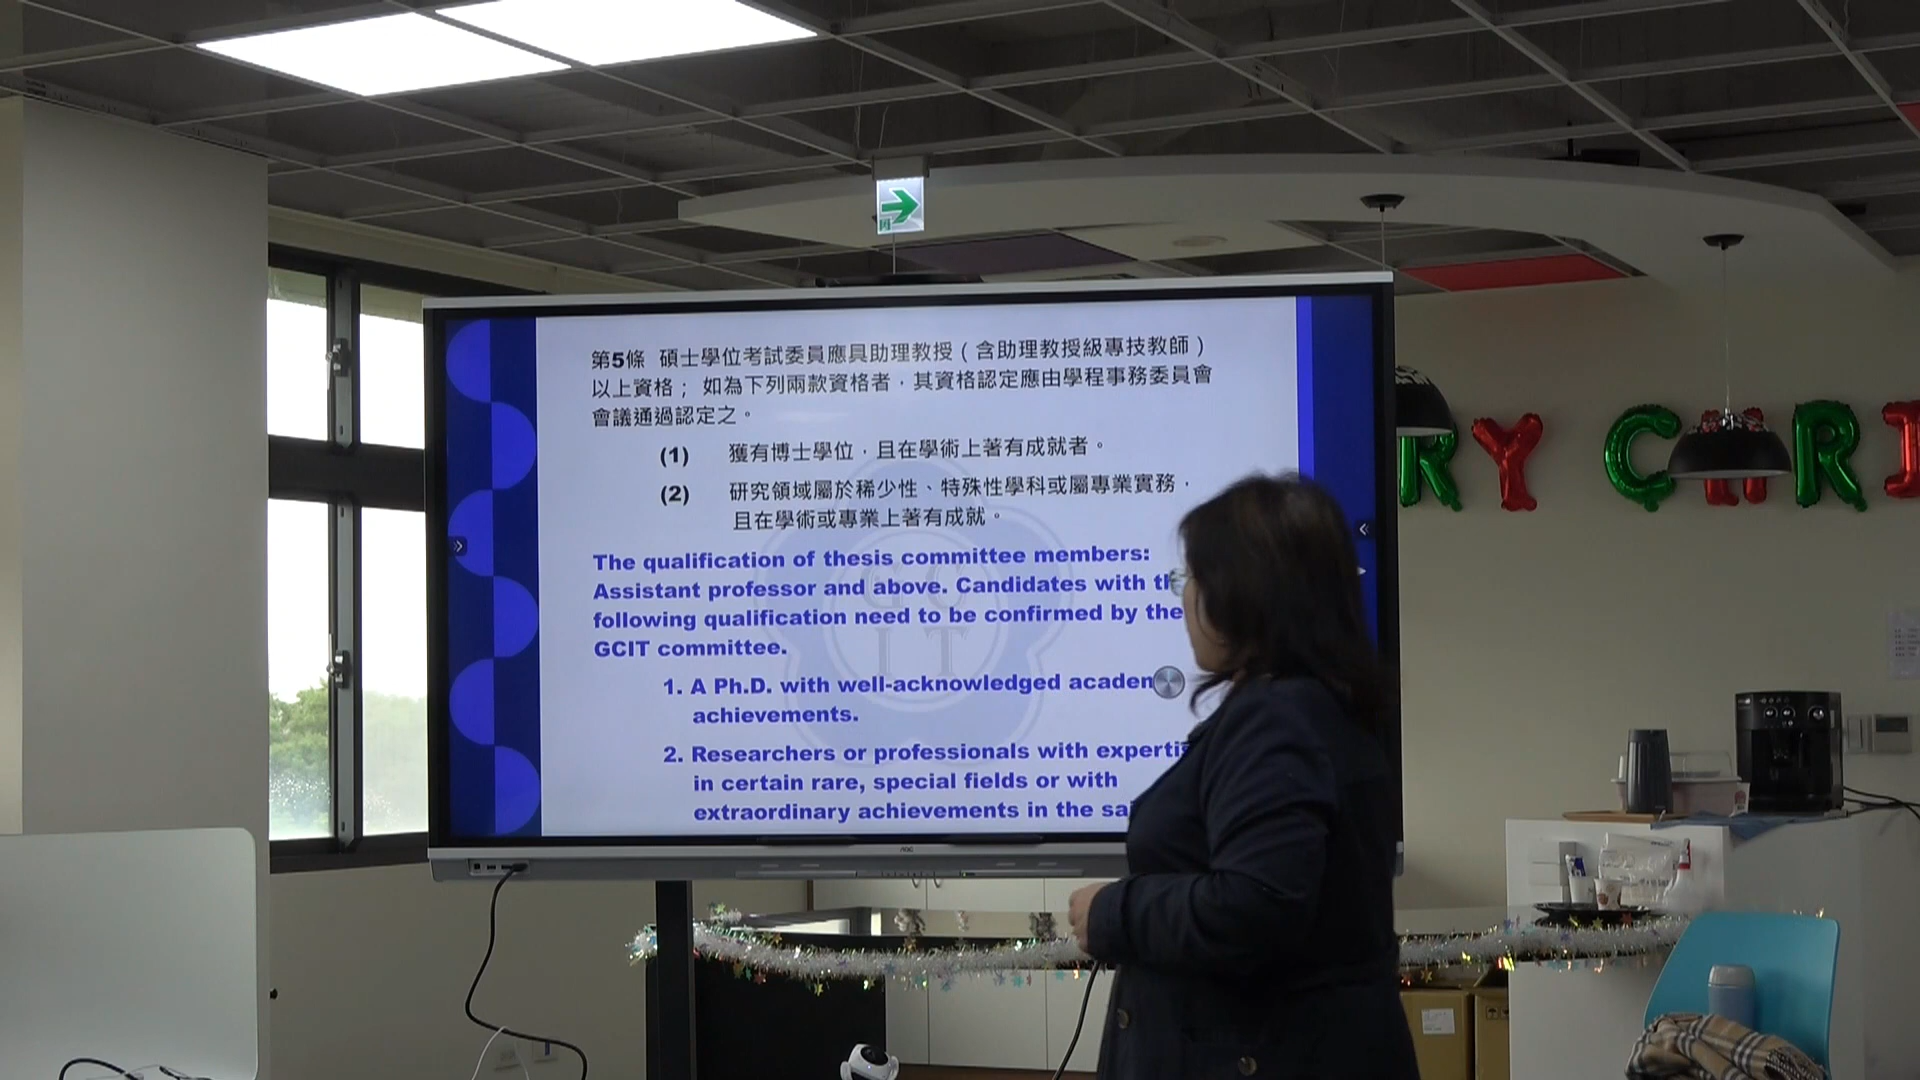 第5條 碩士學位考試委員應具助理教授（含助理教授級專技教師）
以上資格； 如為下列兩款資格者，其資格認定應由學程事務委員會
會議通過認定之。
(1) 獲有博士學位，且在學術上著有成就者。
(2) 研究領域屬於稀少性、特殊性學科或屬專業實務，
且在學術或專業上著有成就。
The qualification of thesis committee members:
Assistant professor and above. Candidates with th
following qualification need to be confirmed by the
GCIT committee.
1. A Ph.D. with well-acknowledged academ
achievements.
2. Researchers or professionals with expertis
in certain rare, special fields or with
extraordinary achievements in the sai
GC
IT
AOC
RY CHRI